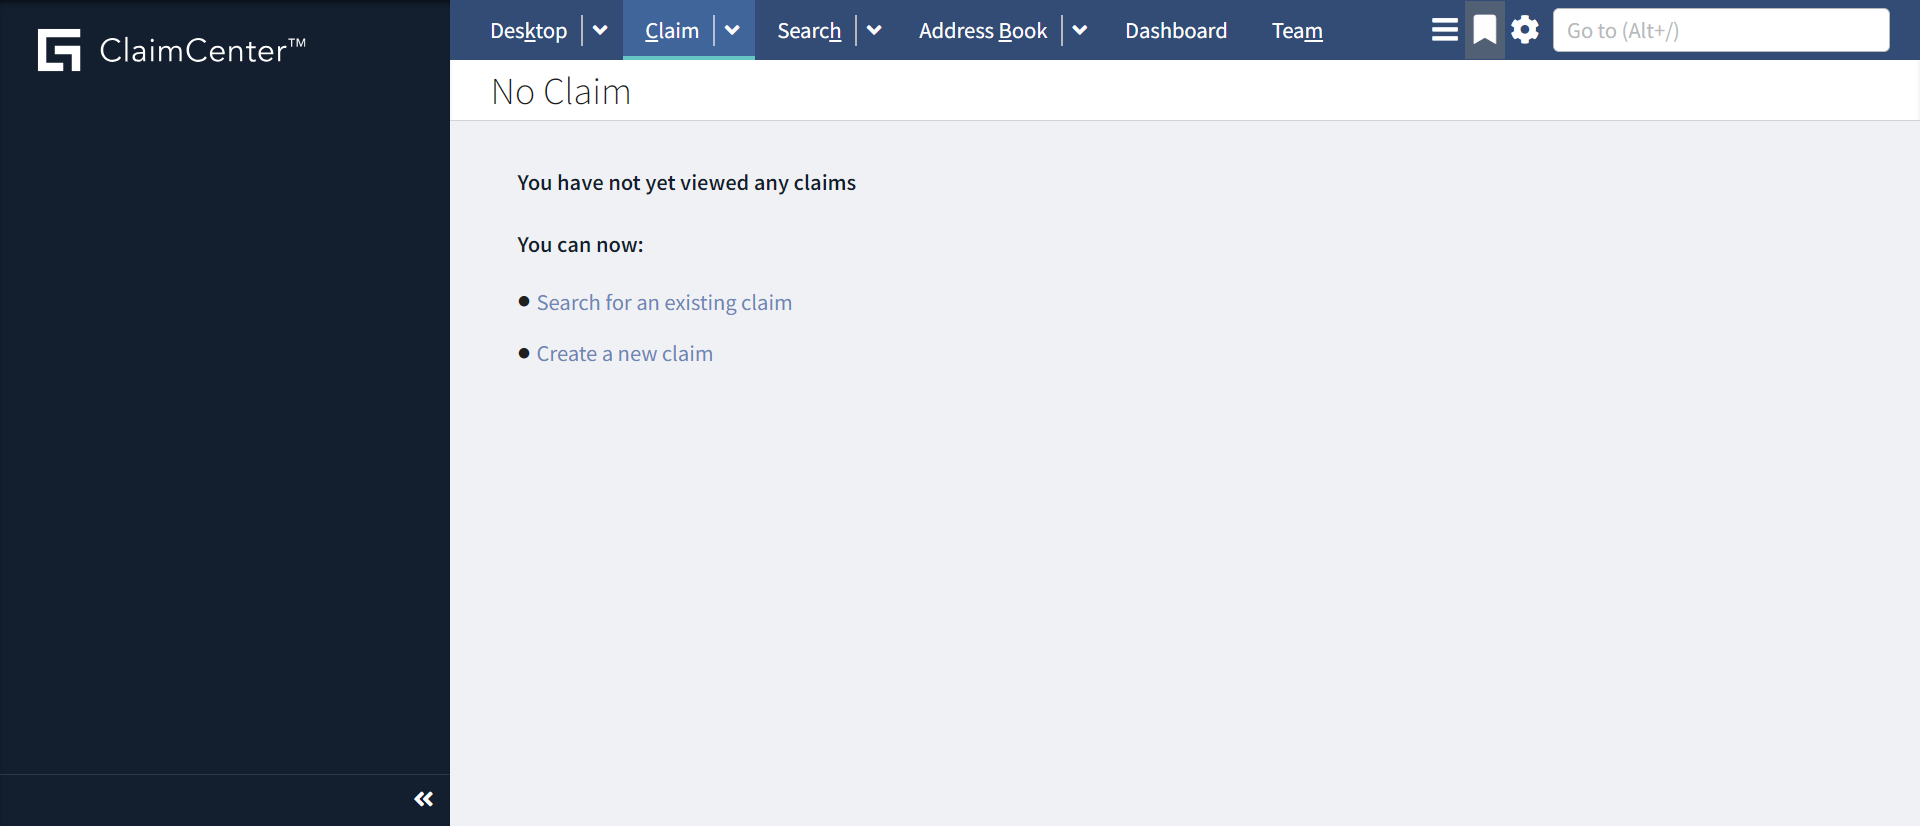 ClaimCenter™
Desktop Claim Search Address Book Dashboard Team Go to (Alt+/)
No Claim
You have not yet viewed any claims
You can now:
Search for an existing claim
Create a new claim